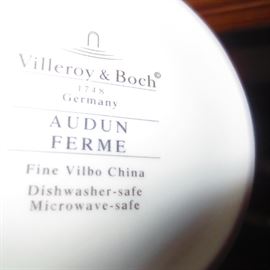 Villeroy & Boch©
1748
Germany
AUDUN
FERME
Fine Vilbo China
Dishwasher-safe
Microwave-safe